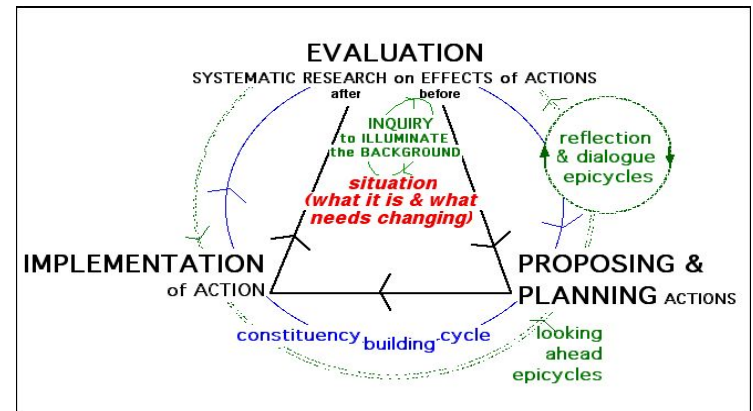 EVALUATION
SYSTEMATIC RESEARCH on EFFECTS of ACTIONS
after before
INQUIRY
to ILLUMINATE
the BACKGROUND
reflection
& dialogue
epicycles
situation
(what it is & what
needs changing)
IMPLEMENTATION
of ACTION
PROPOSING &
PLANNING ACTIONS
constituency building cycle
looking
ahead
epicycles